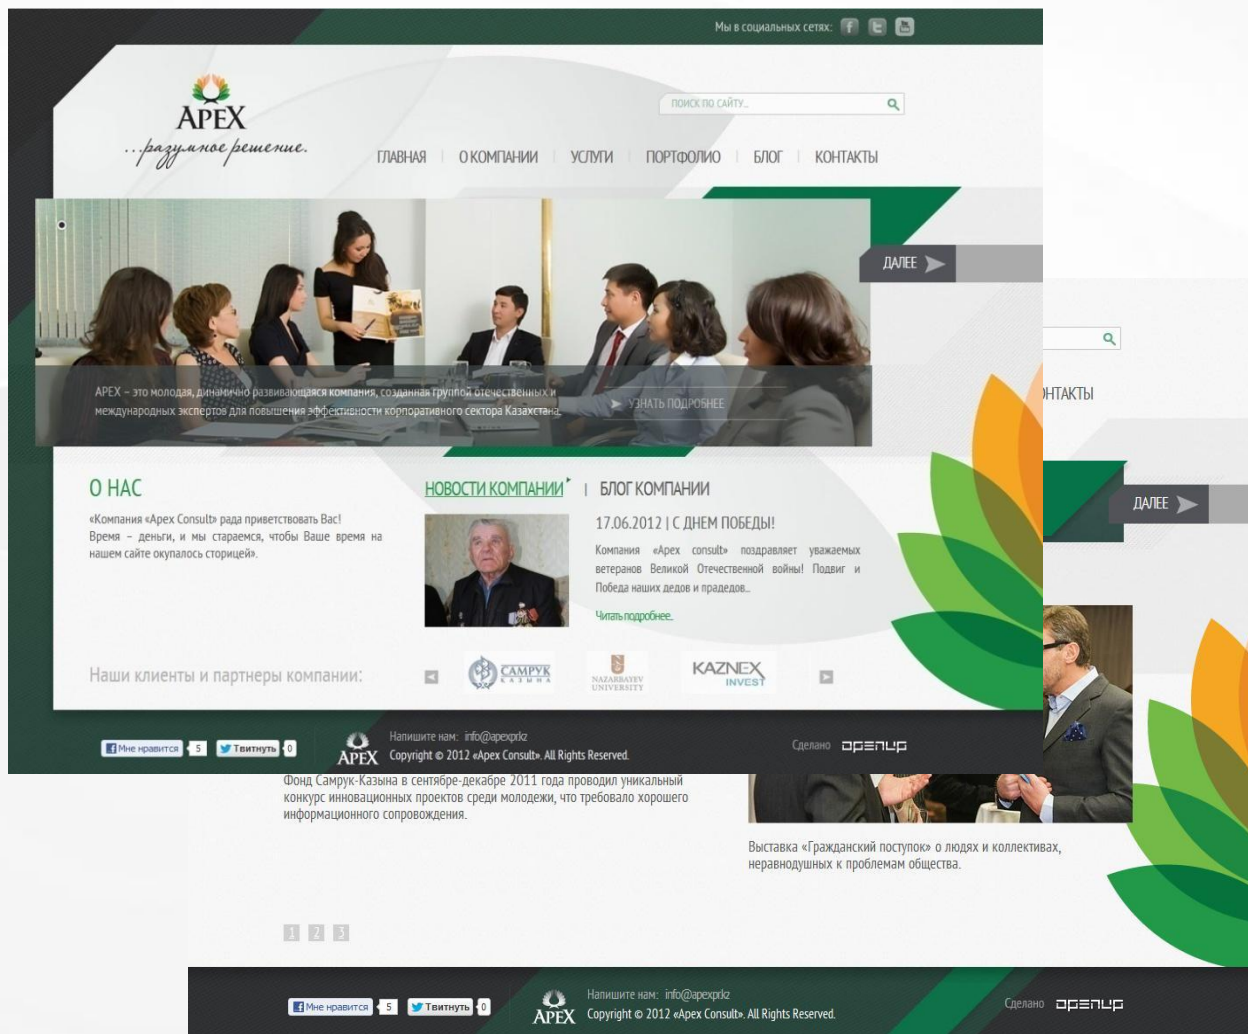 Мы в социальных сетях:
APEX
...разумное решение.
ПОИСК ПО САЙТУ...
ГЛАВНАЯ | О КОМПАНИИ | УСЛУГИ | ПОРТФОЛИО | БЛОГ | КОНТАКТЫ
ДАЛЕЕ
APEX – это молодая, динамично развивающаяся компания, созданная группой отечественных и
международных экспертов для повышения эффективности корпоративного сектора Казахстана.
УЗНАТЬ ПОДРОБНЕЕ
О НАС
«Компания «Apex Consult» рада приветствовать Вас!
Время – деньги, и мы стараемся, чтобы Ваше время на
нашем сайте окупалось сторицей».
НОВОСТИ КОМПАНИИ | БЛОГ КОМПАНИИ
17.06.2012 | С ДНЕМ ПОБЕДЫ!
Компания «Apex consult» поздравляет уважаемых
ветеранов Великой Отечественной войны! Подвиг и
Победа наших дедов и прадедов...
Читать подробнее...
Наши клиенты и партнеры компании:
САМРУК
КАЗЫНА
NAZARBAYEV
UNIVERSITY
KAZNEX
INVEST
Мне нравится 5
Твитнуть 0
APEX
Напишите нам: info@apexpr.kz
Copyright © 2012 «Apex Consult». All Rights Reserved.
Сделано openup
ОНТАКТЫ
ДАЛЕЕ
Фонд Самрук-Казына в сентябре-декабре 2011 года проводил уникальный
конкурс инновационных проектов среди молодежи, что требовало хорошего
информационного сопровождения.
Выставка «Гражданский поступок» о людях и коллективах,
неравнодушных к проблемам общества.
1 2 3
Мне нравится 5
Твитнуть 0
APEX
Напишите нам: info@apexpr.kz
Copyright © 2012 «Apex Consult». All Rights Reserved.
Сделано openup